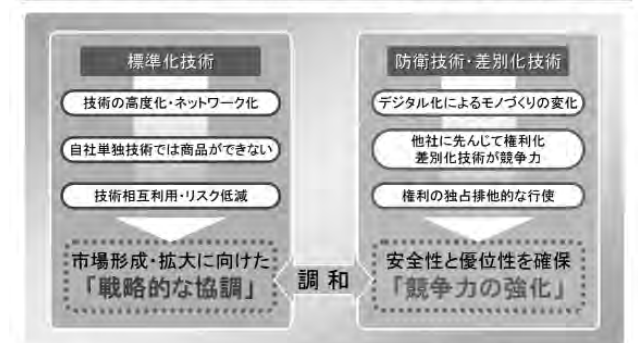 標準化技術
技術の高度化・ネットワーク化
自社単独技術では商品ができない
技術相互利用・リスク低減
市場形成・拡大に向けた
「戦略的な協調」
調和
防衛技術・差別化技術
デジタル化によるモノづくりの変化
他社に先んじて権利化
差別化技術が競争力
権利の独占排他的な行使
安全性と優位性を確保
「競争力の強化」